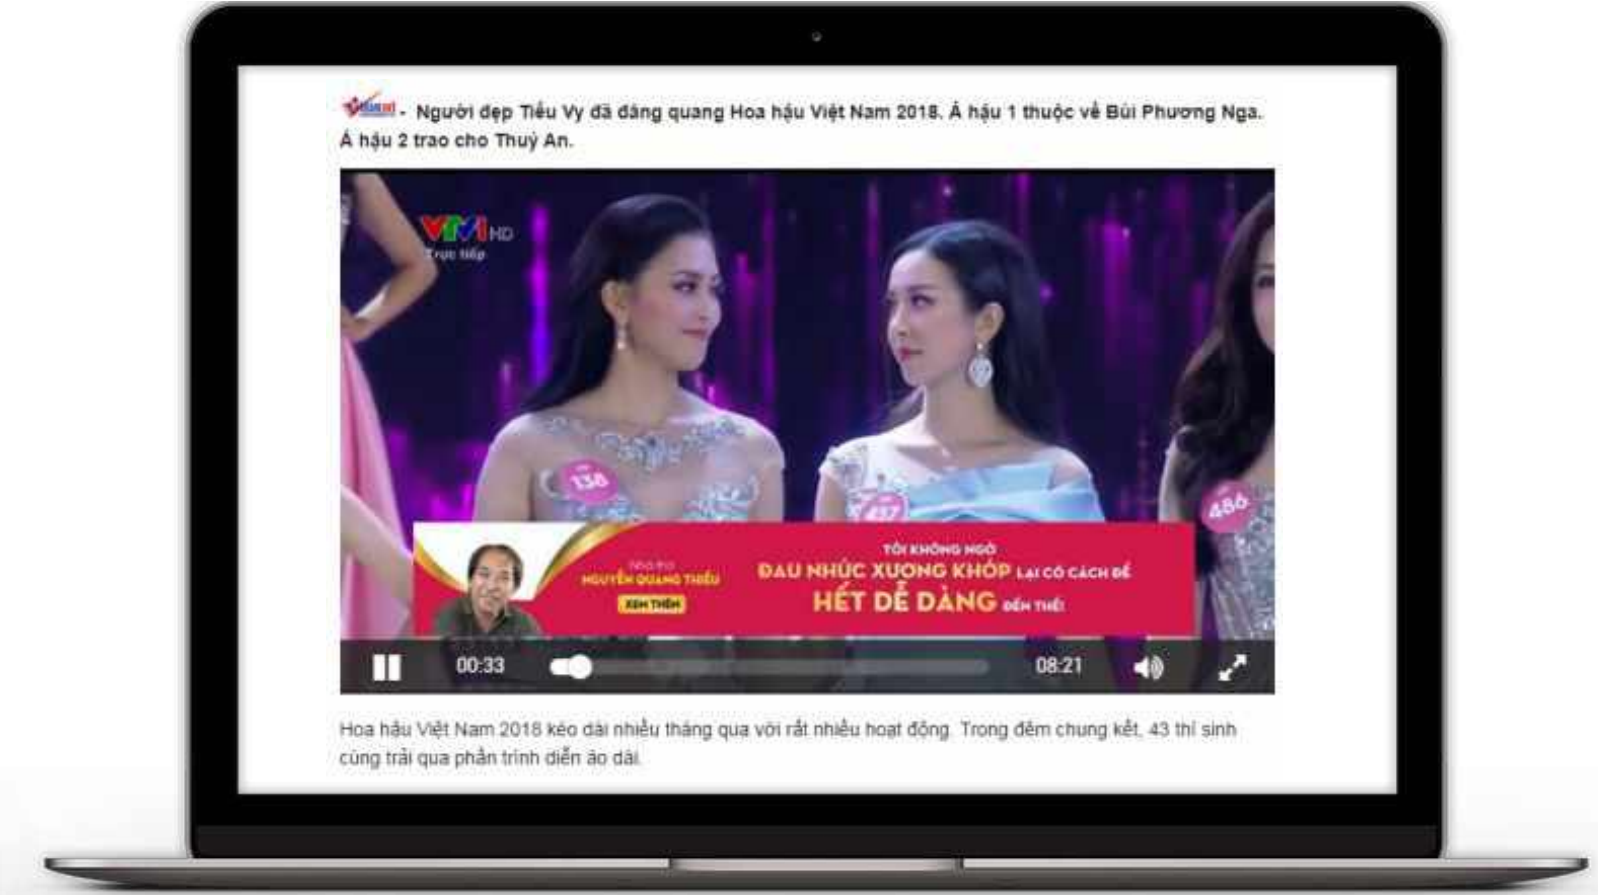 - Người đẹp Tiểu Vy đã đăng quang Hoa hậu Việt Nam 2018. Á hậu 1 thuộc về Bùi Phương Nga.
Á hậu 2 trao cho Thuý An.
VTV1 HD
Trực tiếp
138
437
486
Nhà thơ
NGUYỄN QUANG THIỀU
XEM THÊM
TÔI KHÔNG NGỜ
ĐAU NHỨC XƯƠNG KHỚP LẠI CÓ CÁCH ĐỂ
HẾT DỄ DÀNG ĐẾN THẾ!
00:33
08:21
Hoa hậu Việt Nam 2018 kéo dài nhiều tháng qua với rất nhiều hoạt động. Trong đêm chung kết, 43 thí sinh
cùng trải qua phần trình diễn áo dài.